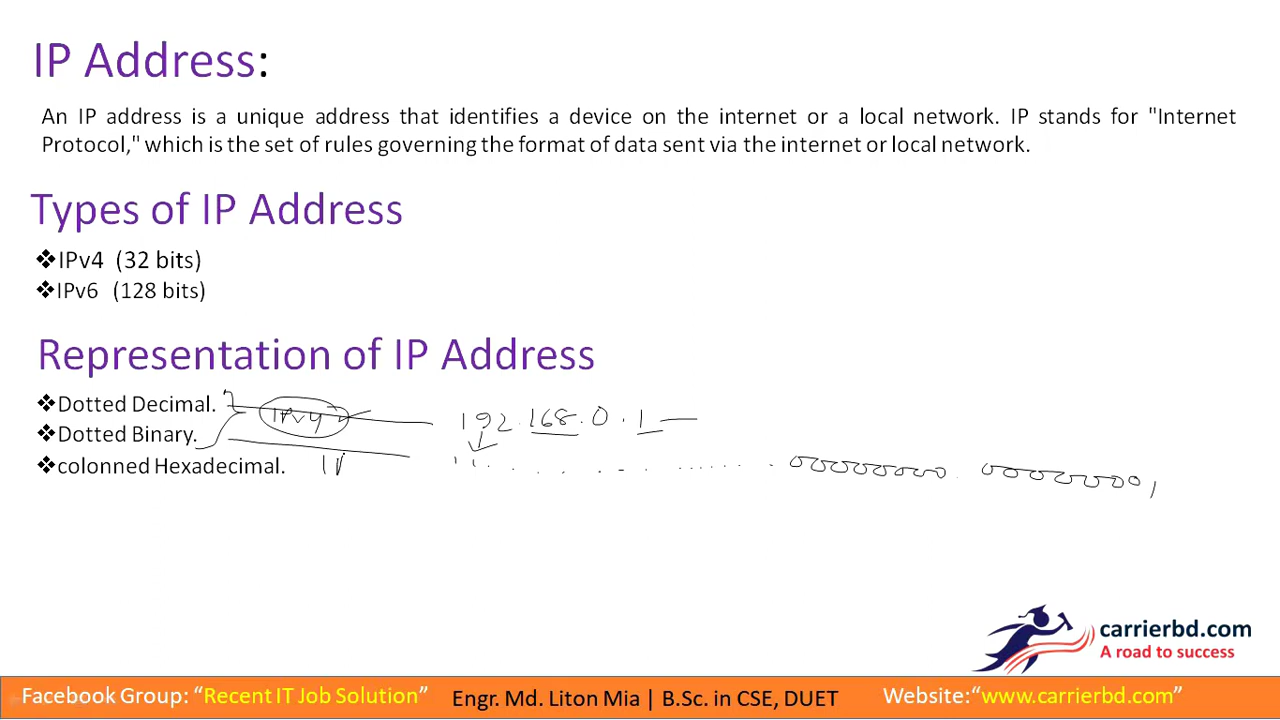 IP Address:
An IP address is a unique address that identifies a device on the internet or a local network. IP stands for "Internet
Protocol," which is the set of rules governing the format of data sent via the internet or local network.
Types of IP Address
❖IPv4 (32 bits)
❖IPv6 (128 bits)
Representation of IP Address
❖Dotted Decimal.
IPv4
192.168.0.1
❖Dotted Binary.
❖colonned Hexadecimal.
carrierbd.com
A road to success
Facebook Group: “Recent IT Job Solution” Engr. Md. Liton Mia | B.Sc. in CSE, DUET Website:“www.carrierbd.com”